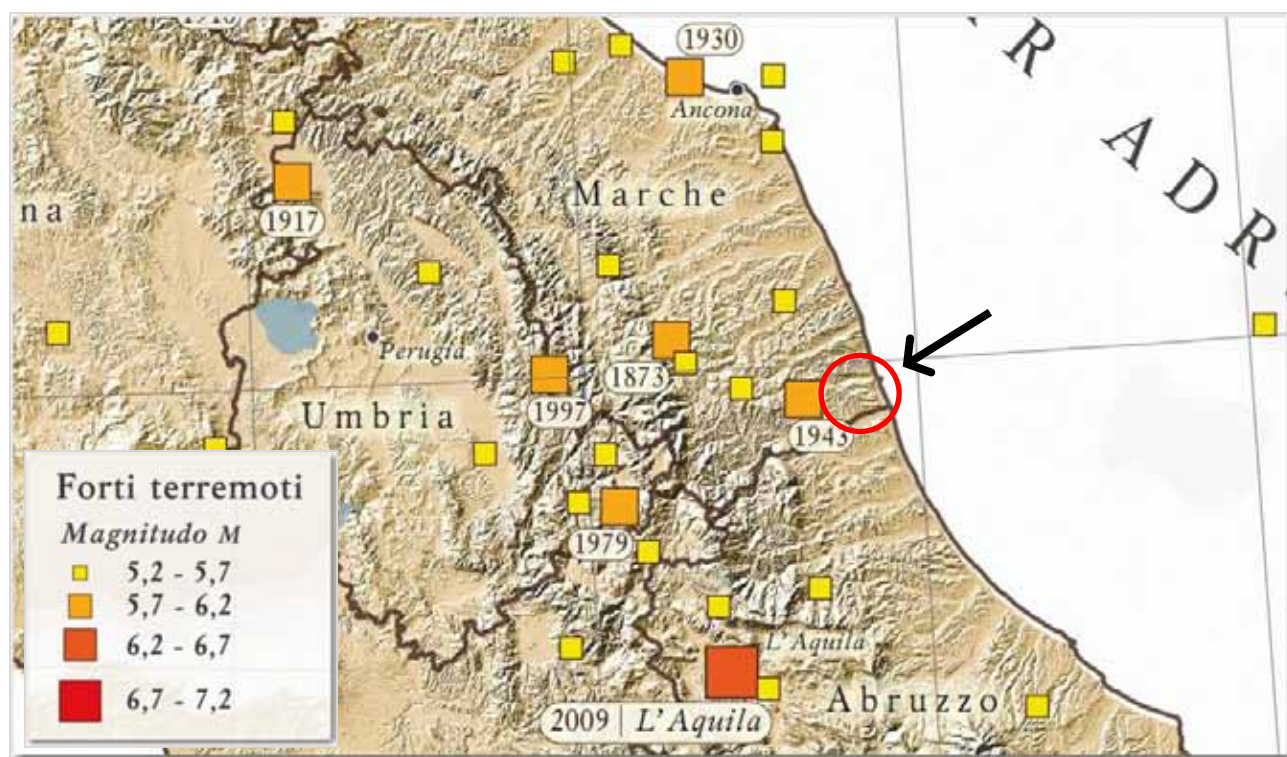 1930
Ancona
R
A
D
R
Marche
na
1917
Perugia
1873
Umbria
1997
1943
1979
L'Aquila
Abruzzo
2009 | L'Aquila
Forti terremoti
Magnitudo M
5,2 - 5,7
5,7 - 6,2
6,2 - 6,7
6,7 - 7,2